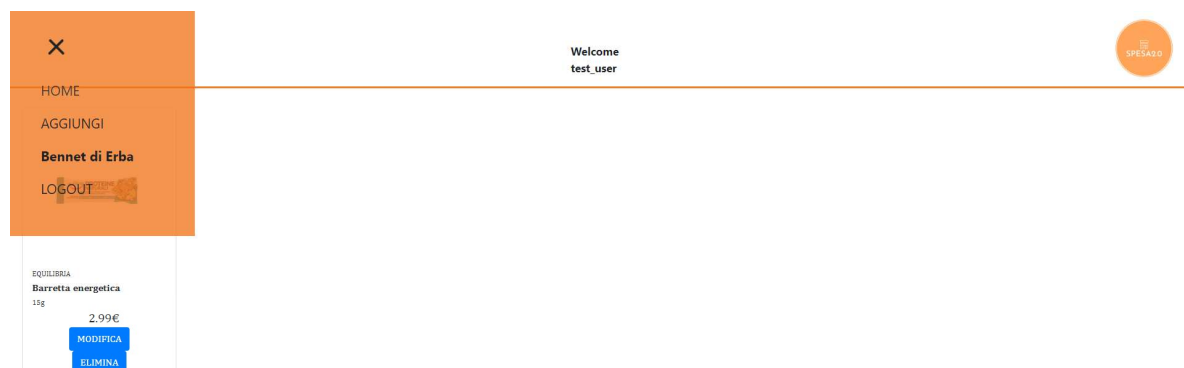 Welcome
test_user
SPESA2.0
HOME
AGGIUNGI
Bennet di Erba
LOGOUT
EQUILIBRIA
Barretta energetica
15g
2.99€
MODIFICA
ELIMINA